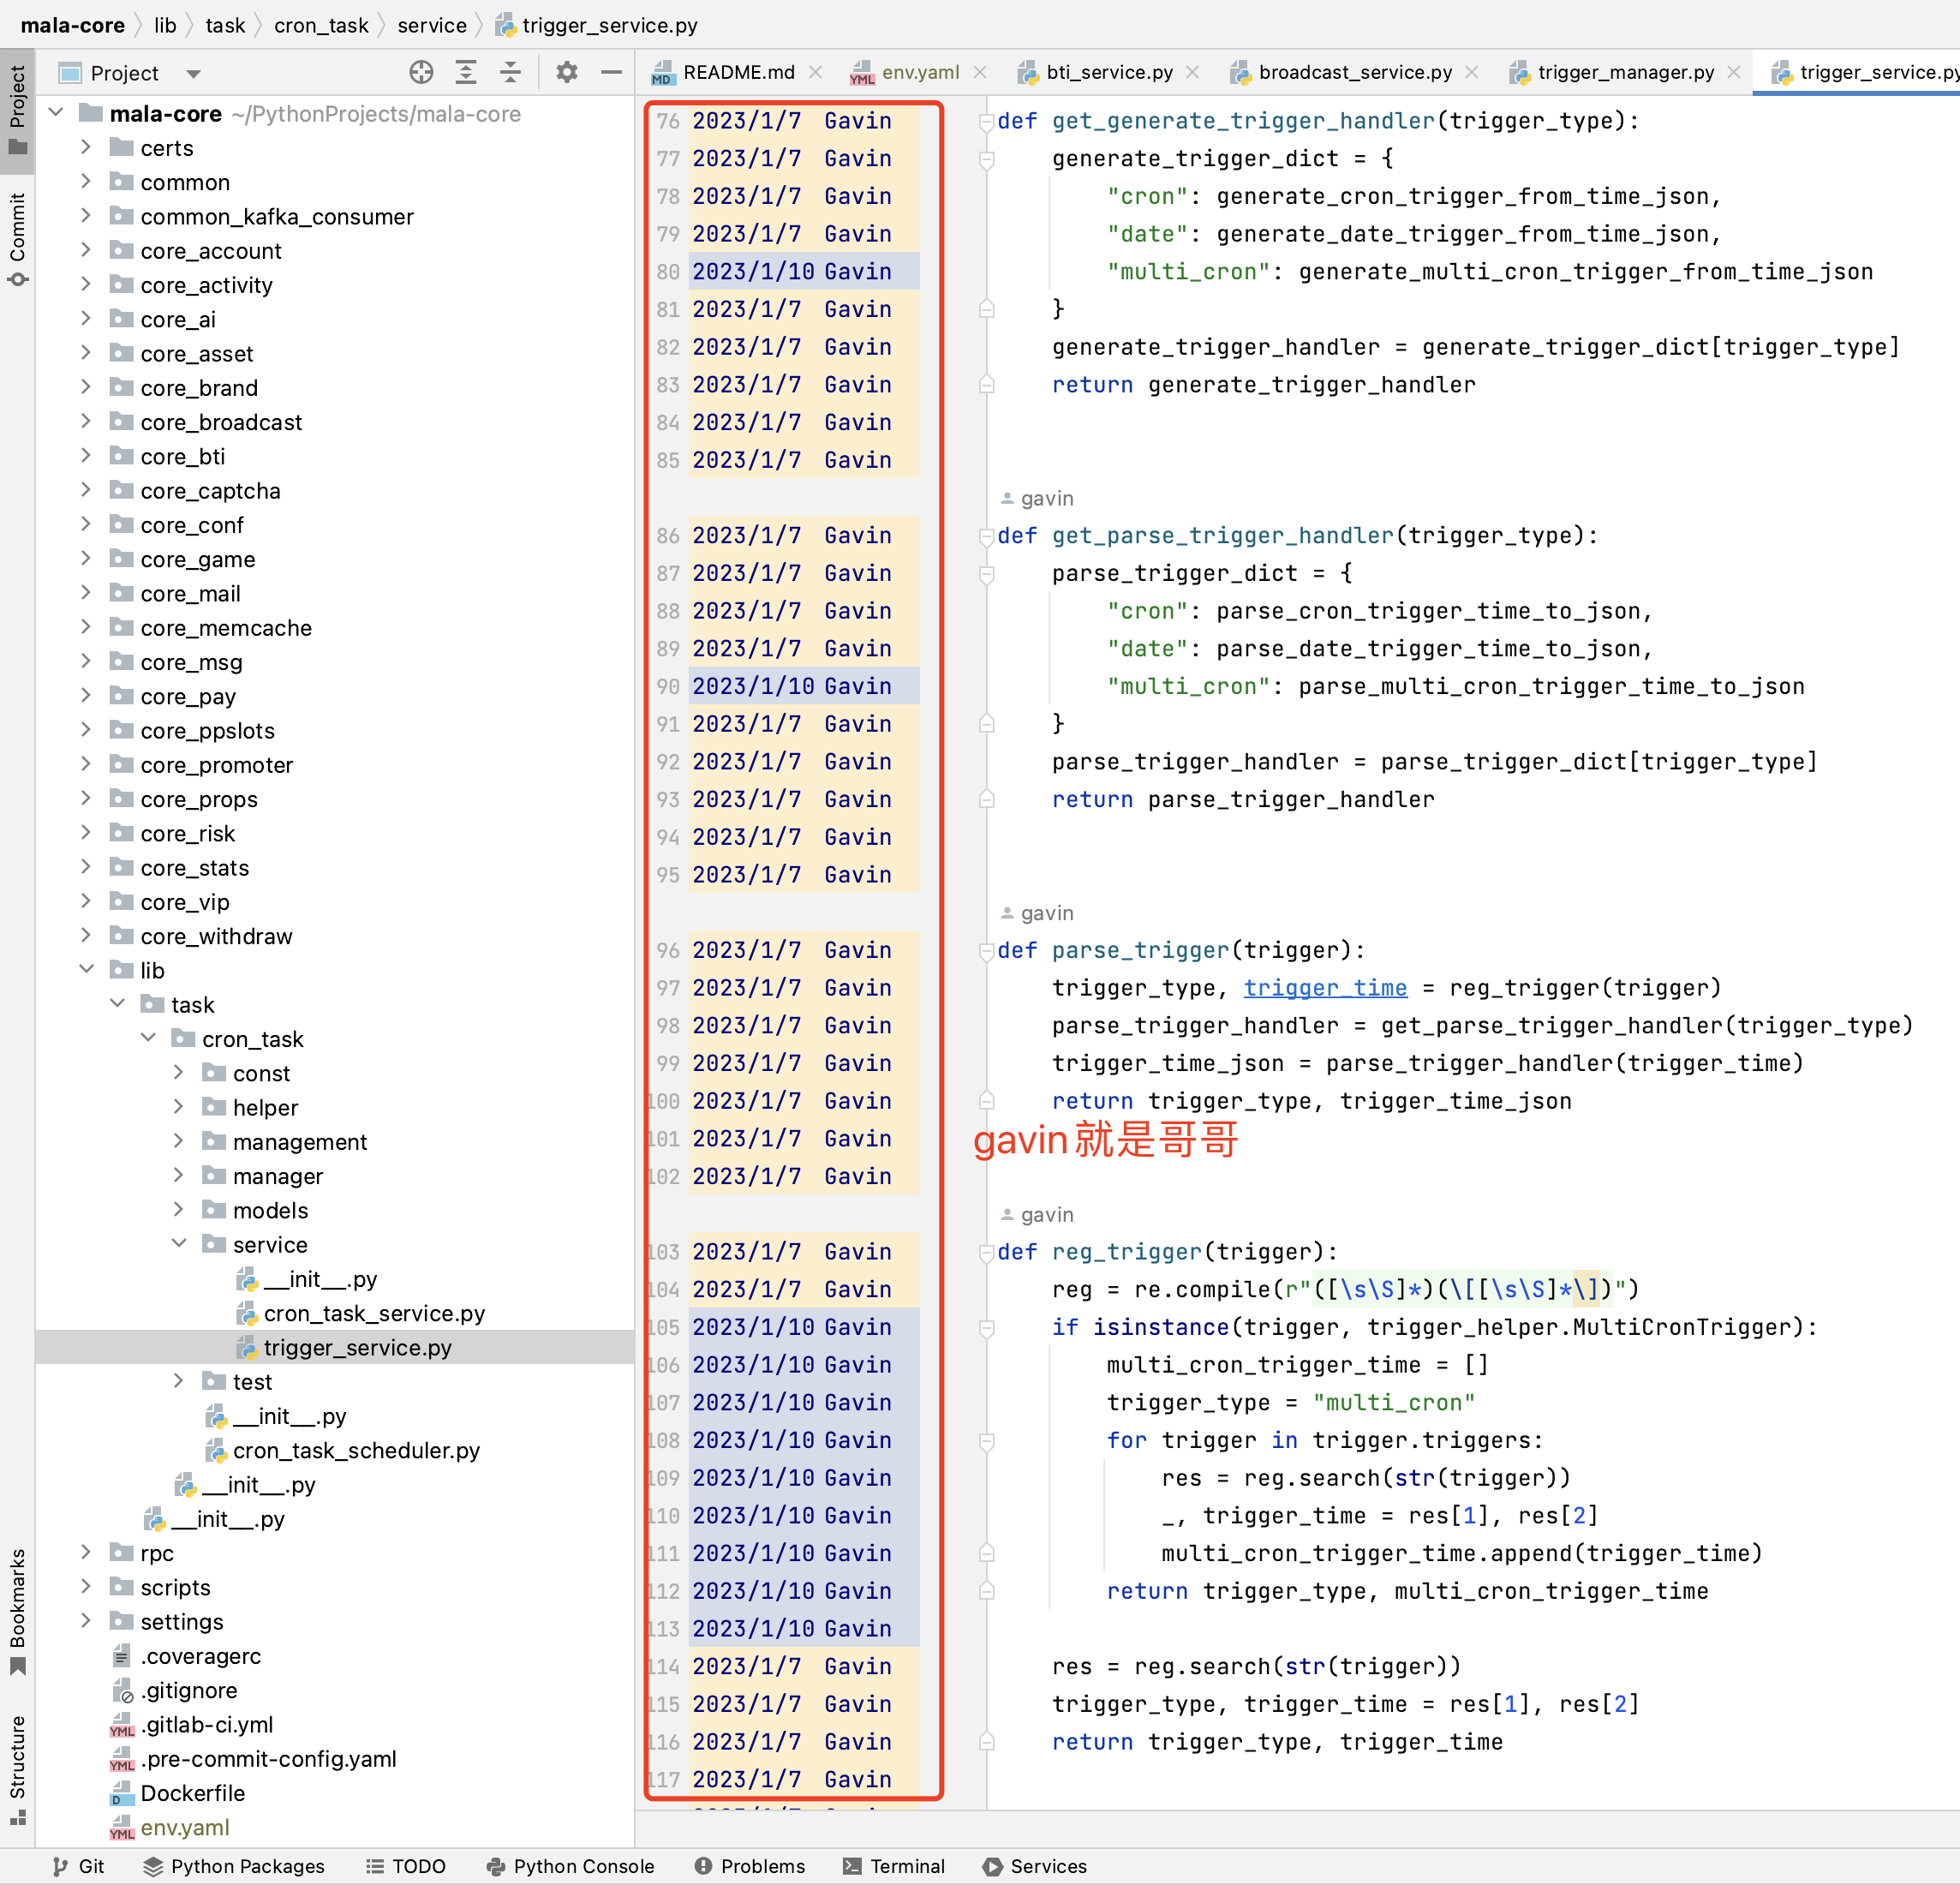 mala-core lib task cron_task service trigger_service.py
Project
README.md env.yaml bti_service.py broadcast_service.py trigger_manager.py trigger_service.py
Project
Commit
Bookmarks
Structure
mala-core ~/PythonProjects/mala-core
certs
common
common_kafka_consumer
core_account
core_activity
core_ai
core_asset
core_brand
core_broadcast
core_bti
core_captcha
core_conf
core_game
core_mail
core_memcache
core_msg
core_pay
core_ppslots
core_promoter
core_props
core_risk
core_stats
core_vip
core_withdraw
lib
task
cron_task
const
helper
management
manager
models
service
__init__.py
cron_task_service.py
trigger_service.py
test
__init__.py
cron_task_scheduler.py
__init__.py
__init__.py
rpc
scripts
settings
.coveragerc
.gitignore
YML .gitlab-ci.yml
YML .pre-commit-config.yaml
D Dockerfile
YML env.yaml
76 2023/1/7 Gavin def get_generate_trigger_handler(trigger_type):
77 2023/1/7 Gavin generate_trigger_dict = {
78 2023/1/7 Gavin "cron": generate_cron_trigger_from_time_json,
79 2023/1/7 Gavin "date": generate_date_trigger_from_time_json,
80 2023/1/10 Gavin "multi_cron": generate_multi_cron_trigger_from_time_json
81 2023/1/7 Gavin }
82 2023/1/7 Gavin generate_trigger_handler = generate_trigger_dict[trigger_type]
83 2023/1/7 Gavin return generate_trigger_handler
84 2023/1/7 Gavin
85 2023/1/7 Gavin
gavin
86 2023/1/7 Gavin def get_parse_trigger_handler(trigger_type):
87 2023/1/7 Gavin parse_trigger_dict = {
88 2023/1/7 Gavin "cron": parse_cron_trigger_time_to_json,
89 2023/1/7 Gavin "date": parse_date_trigger_time_to_json,
90 2023/1/10 Gavin "multi_cron": parse_multi_cron_trigger_time_to_json
91 2023/1/7 Gavin }
92 2023/1/7 Gavin parse_trigger_handler = parse_trigger_dict[trigger_type]
93 2023/1/7 Gavin return parse_trigger_handler
94 2023/1/7 Gavin
95 2023/1/7 Gavin
gavin
96 2023/1/7 Gavin def parse_trigger(trigger):
97 2023/1/7 Gavin trigger_type, trigger_time = reg_trigger(trigger)
98 2023/1/7 Gavin parse_trigger_handler = get_parse_trigger_handler(trigger_type)
99 2023/1/7 Gavin trigger_time_json = parse_trigger_handler(trigger_time)
100 2023/1/7 Gavin return trigger_type, trigger_time_json
101 2023/1/7 Gavin gavin就是哥哥
102 2023/1/7 Gavin
gavin
103 2023/1/7 Gavin def reg_trigger(trigger):
104 2023/1/7 Gavin reg = re.compile(r"([\s\S]*)(\[[\s\S]*\])")
105 2023/1/10 Gavin if isinstance(trigger, trigger_helper.MultiCronTrigger):
106 2023/1/10 Gavin multi_cron_trigger_time = []
107 2023/1/10 Gavin trigger_type = "multi_cron"
108 2023/1/10 Gavin for trigger in trigger.triggers:
109 2023/1/10 Gavin res = reg.search(str(trigger))
110 2023/1/10 Gavin _, trigger_time = res[1], res[2]
111 2023/1/10 Gavin multi_cron_trigger_time.append(trigger_time)
112 2023/1/10 Gavin return trigger_type, multi_cron_trigger_time
113 2023/1/10 Gavin
114 2023/1/7 Gavin res = reg.search(str(trigger))
115 2023/1/7 Gavin trigger_type, trigger_time = res[1], res[2]
116 2023/1/7 Gavin return trigger_type, trigger_time
117 2023/1/7 Gavin
Git Python Packages TODO Python Console Problems Terminal Services